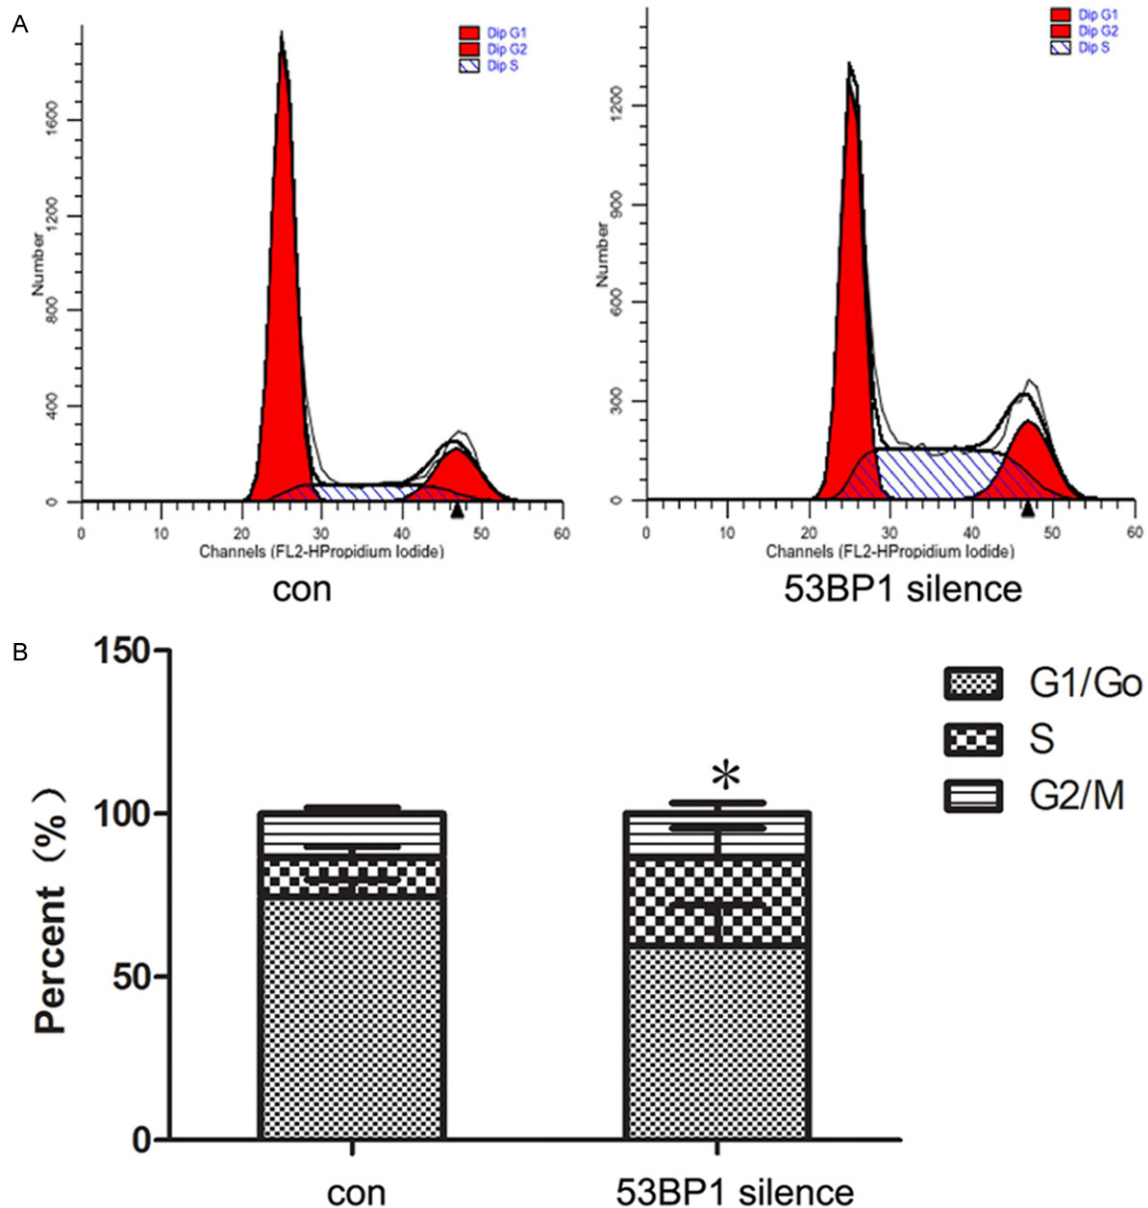 A
Dip G1
Dip G2
Dip S
Number
1600
1200
800
400
0
0 10 20 30 40 50 60
Channels (FL2-HPropidium Iodide)
con
Dip G1
Dip G2
Dip S
Number
1200
900
600
300
0
0 10 20 30 40 50 60
Channels (FL2-HPropidium Iodide)
53BP1 silence
B
Percent (%)
150
100
50
0
*
G1/Go
S
G2/M
con
53BP1 silence